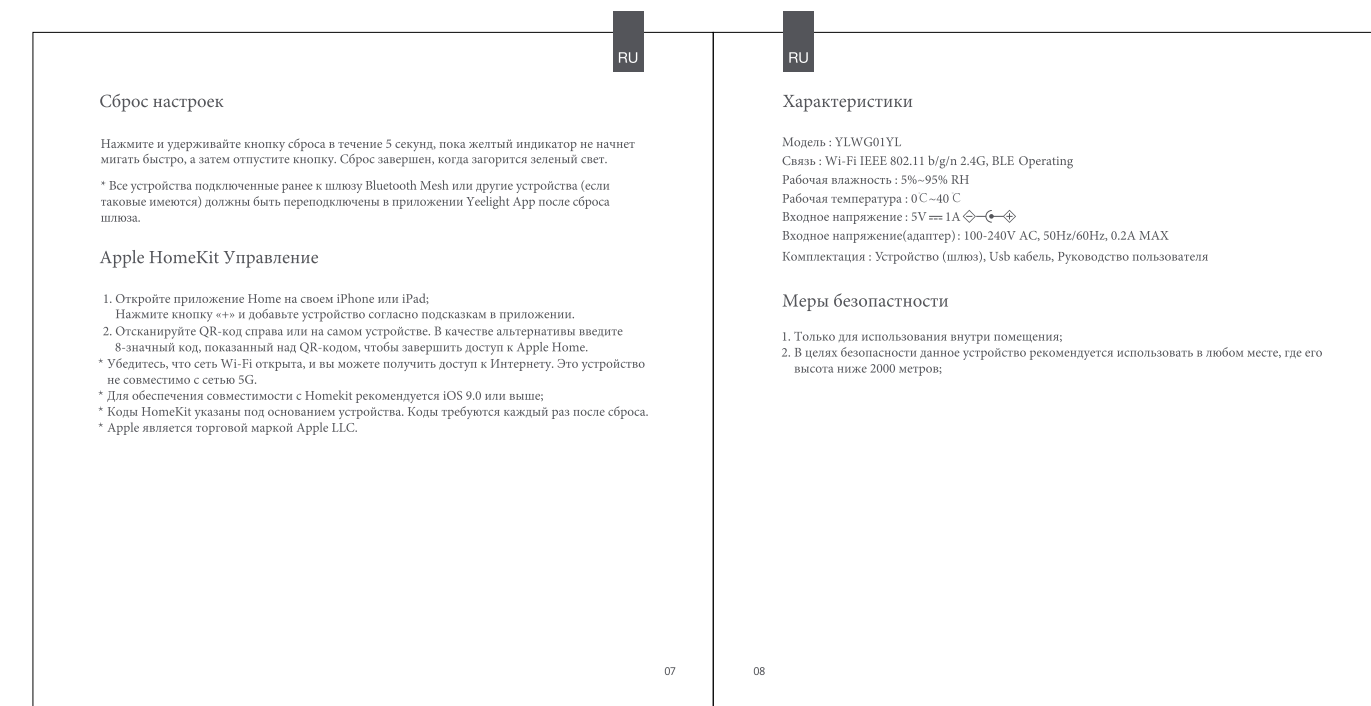 RU
Сброс настроек
Нажмите и удерживайте кнопку сброса в течение 5 секунд, пока желтый индикатор не начнет
мигать быстро, а затем отпустите кнопку. Сброс завершен, когда загорится зеленый свет.
* Все устройства подключенные ранее к шлюзу Bluetooth Mesh или другие устройства (если
таковые имеются) должны быть переподключены в приложении Yeelight App после сброса
шлюза.
Apple HomeKit Управление
1. Откройте приложение Home на своем iPhone или iPad;
Нажмите кнопку «+» и добавьте устройство согласно подсказкам в приложении.
2. Отсканируйте QR-код справа или на самом устройстве. В качестве альтернативы введите
8-значный код, показанный над QR-кодом, чтобы завершить доступ к Apple Home.
* Убедитесь, что сеть Wi-Fi открыта, и вы можете получить доступ к Интернету. Это устройство
не совместимо с сетью 5G.
* Для обеспечения совместимости с Homekit рекомендуется iOS 9.0 или выше;
* Коды HomeKit указаны под основанием устройства. Коды требуются каждый раз после сброса.
* Apple является торговой маркой Apple LLC.
07
RU
Характеристики
Модель : YLWG01YL
Связь : Wi-Fi IEEE 802.11 b/g/n 2.4G, BLE Operating
Рабочая влажность : 5%~95% RH
Рабочая температура : 0℃~40℃
Входное напряжение : 5V ⎓ 1A
Входное напряжение(адаптер) : 100-240V AC, 50Hz/60Hz, 0.2A MAX
Комплектация : Устройство (шлюз), Usb кабель, Руководство пользователя
Меры безопастности
1. Только для использования внутри помещения;
2. В целях безопасности данное устройство рекомендуется использовать в любом месте, где его
высота ниже 2000 метров;
08